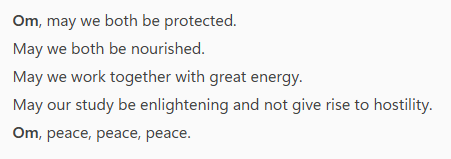 Om, may we both be protected.
May we both be nourished.
May we work together with great energy.
May our study be enlightening and not give rise to hostility.
Om, peace, peace, peace.